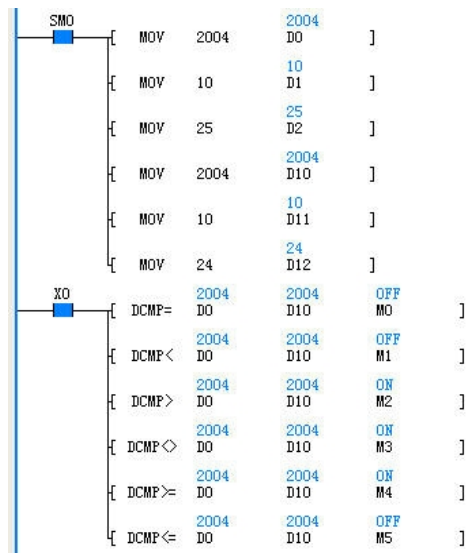 SM0
2004
[ MOV 2004 D0 ]
10
[ MOV 10 D1 ]
25
[ MOV 25 D2 ]
2004
[ MOV 2004 D10 ]
10
[ MOV 10 D11 ]
24
[ MOV 24 D12 ]
X0
2004 2004 OFF
[ DCMP= D0 D10 M0 ]
2004 2004 OFF
[ DCMP< D0 D10 M1 ]
2004 2004 ON
[ DCMP> D0 D10 M2 ]
2004 2004 ON
[ DCMP<> D0 D10 M3 ]
2004 2004 ON
[ DCMP>= D0 D10 M4 ]
2004 2004 OFF
[ DCMP<= D0 D10 M5 ]